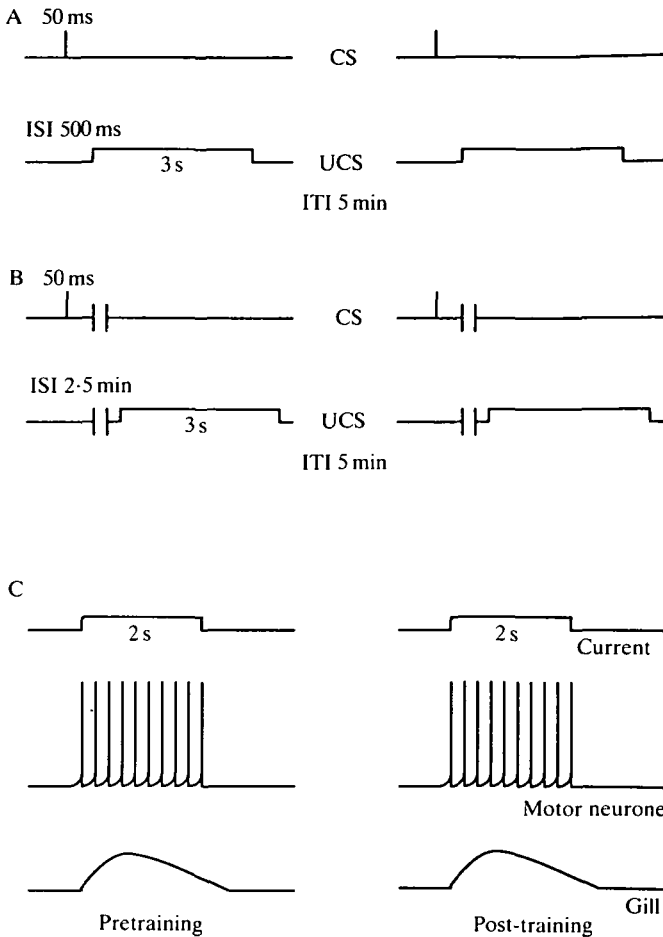 A
50 ms
CS
ISI 500 ms
3 s
UCS
ITI 5 min
B
50 ms
CS
ISI 2·5 min
3 s
UCS
ITI 5 min
C
2 s
2 s
Current
Motor neurone
Gill
Pretraining
Post-training